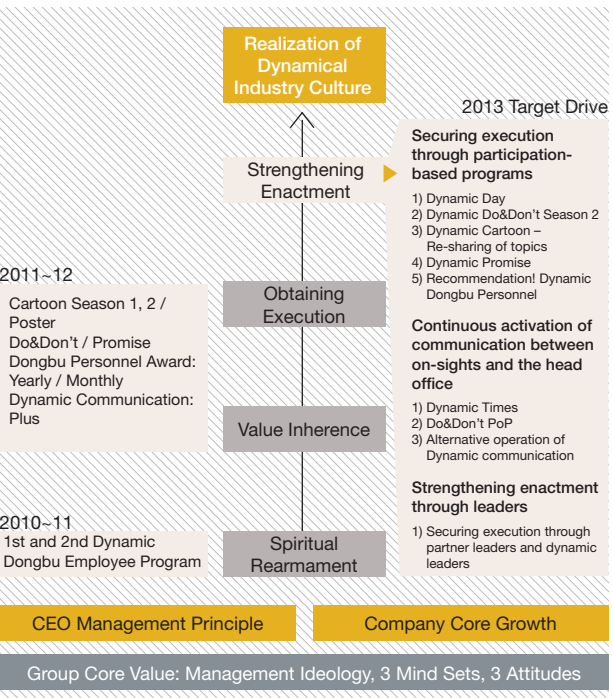 Realization of
Dynamical
Industry Culture
2013 Target Drive
Strengthening
Enactment
Securing execution
through participation-
based programs
1) Dynamic Day
2) Dynamic Do&Don't Season 2
3) Dynamic Cartoon –
Re-sharing of topics
4) Dynamic Promise
5) Recommendation! Dynamic
Dongbu Personnel
Continuous activation of
communication between
on-sights and the head
office
1) Dynamic Times
2) Do&Don't PoP
3) Alternative operation of
Dynamic communication
Strengthening enactment
through leaders
1) Securing execution through
partner leaders and dynamic
leaders
2011~12
Cartoon Season 1, 2 /
Poster
Do&Don't / Promise
Dongbu Personnel Award:
Yearly / Monthly
Dynamic Communication:
Plus
Obtaining
Execution
Value Inherence
2010~11
1st and 2nd Dynamic
Dongbu Employee Program
Spiritual
Rearmament
CEO Management Principle
Company Core Growth
Group Core Value: Management Ideology, 3 Mind Sets, 3 Attitudes